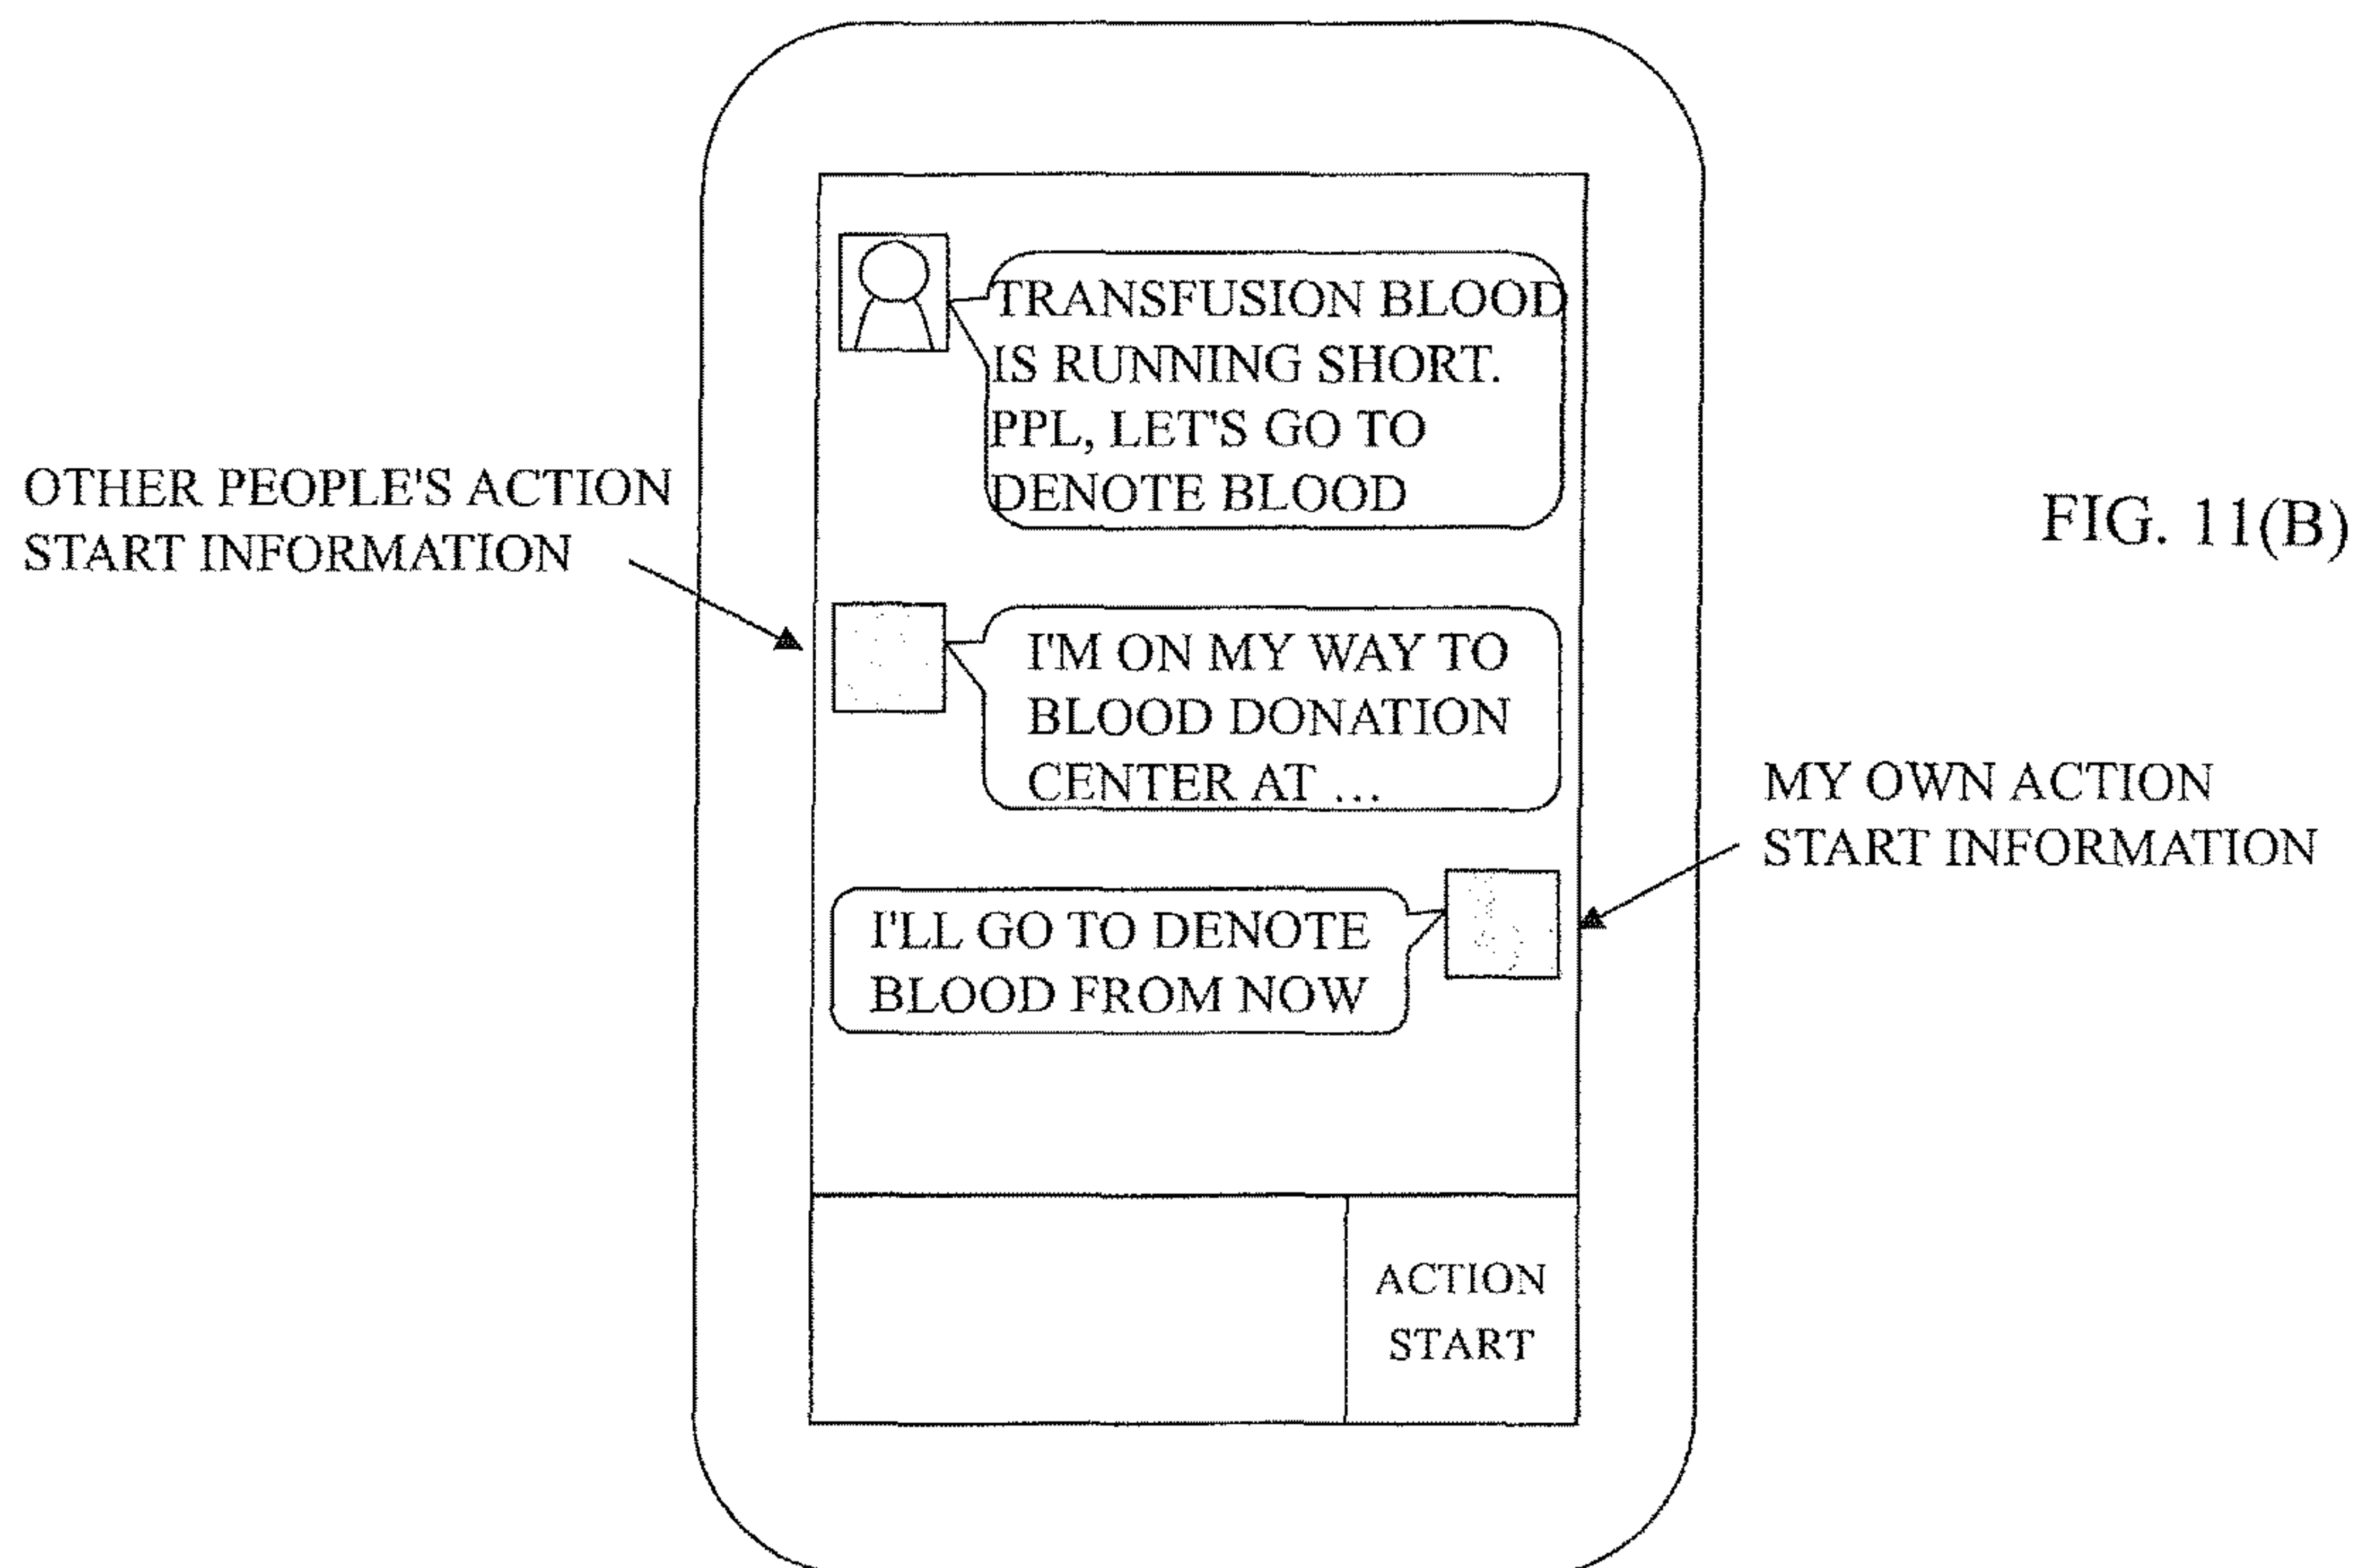 TRANSFUSION BLOOD
IS RUNNING SHORT.
PPL, LET'S GO TO
DENOTE BLOOD
OTHER PEOPLE'S ACTION
START INFORMATION
FIG. 11(B)
I'M ON MY WAY TO
BLOOD DONATION
CENTER AT ...
MY OWN ACTION
START INFORMATION
I'LL GO TO DENOTE
BLOOD FROM NOW
ACTION
START